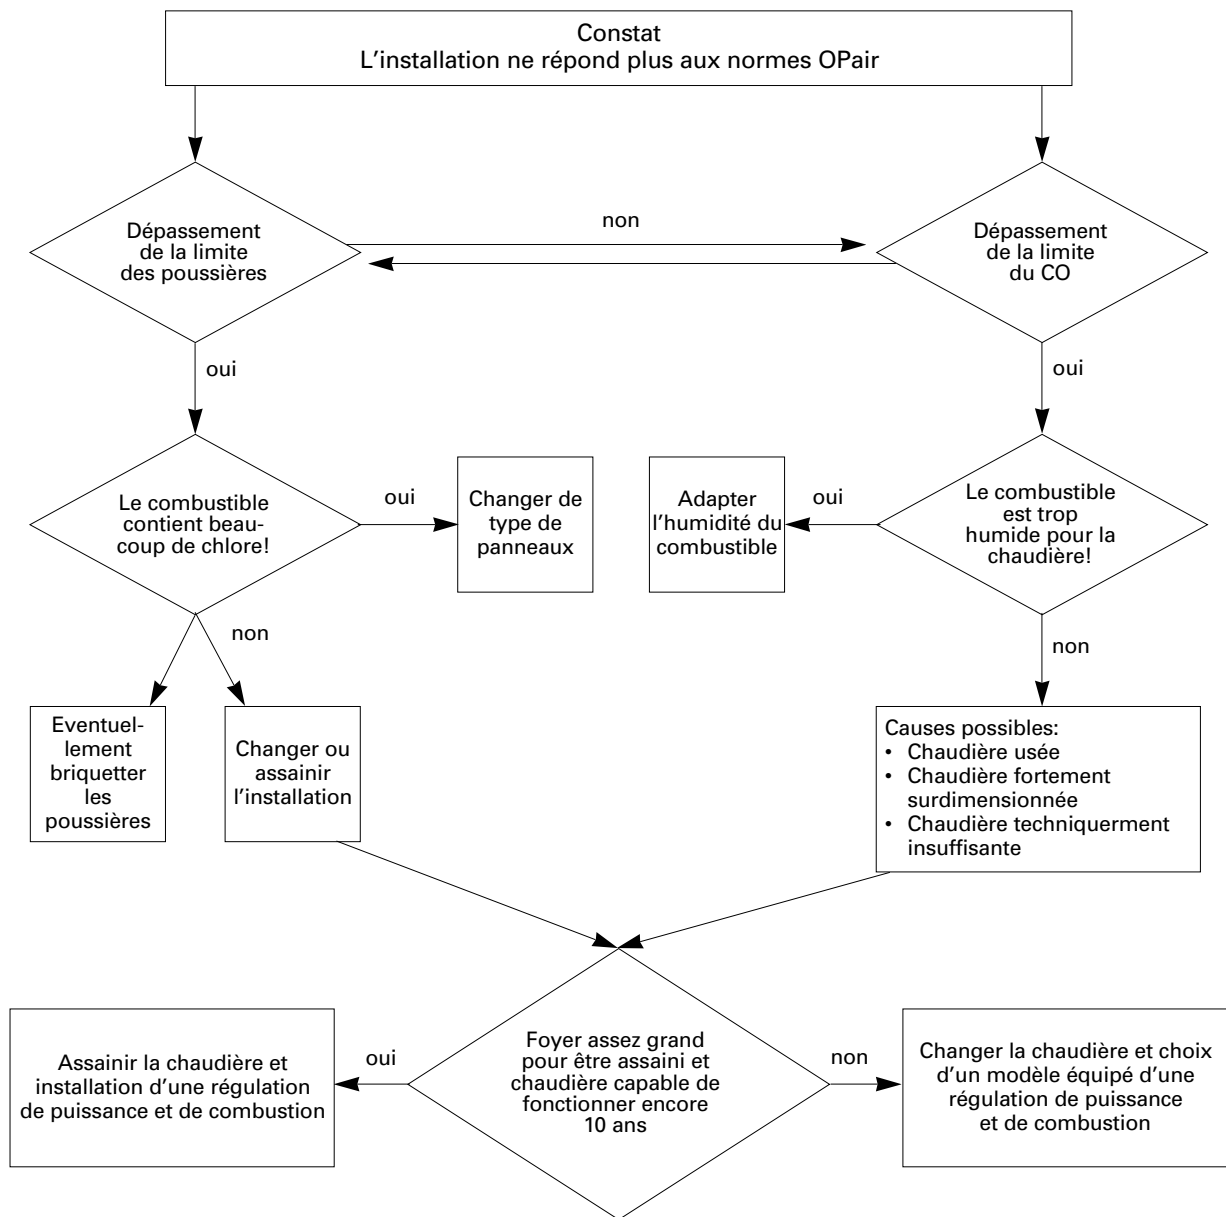 Constat
L'installation ne répond plus aux normes OPair
Dépassement
de la limite
des poussières
non
Dépassement
de la limite
du CO
oui
oui
Le combustible
contient beau-
coup de chlore!
oui
Changer de
type de
panneaux
Adapter
l'humidité du
combustible
oui
Le combustible
est trop
humide pour la
chaudière!
non
non
Eventuel-
lement
briquetter
les
poussières
Changer ou
assainir
l'installation
Causes possibles:
• Chaudière usée
• Chaudière fortement
surdimensionnée
• Chaudière techniquerment
insuffisante
Assainir la chaudière et
installation d'une régulation
de puissance et de combustion
oui
Foyer assez grand
pour être assaini et
chaudière capable de
fonctionner encore
10 ans
non
Changer la chaudière et choix
d'un modèle équipé d'une
régulation de puissance
et de combustion